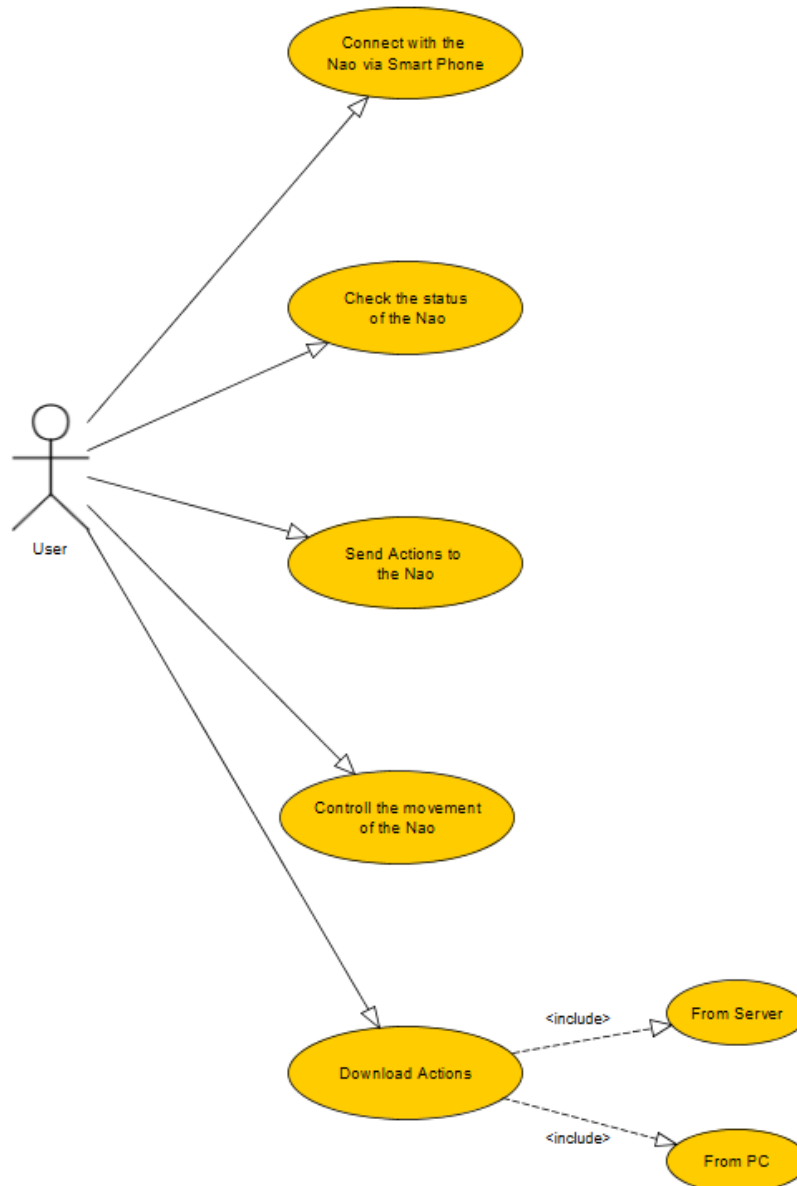 Connect with the
Nao via Smart Phone
Check the status
of the Nao
User
Send Actions to
the Nao
Controll the movement
of the Nao
Download Actions
<include>
From Server
<include>
From PC